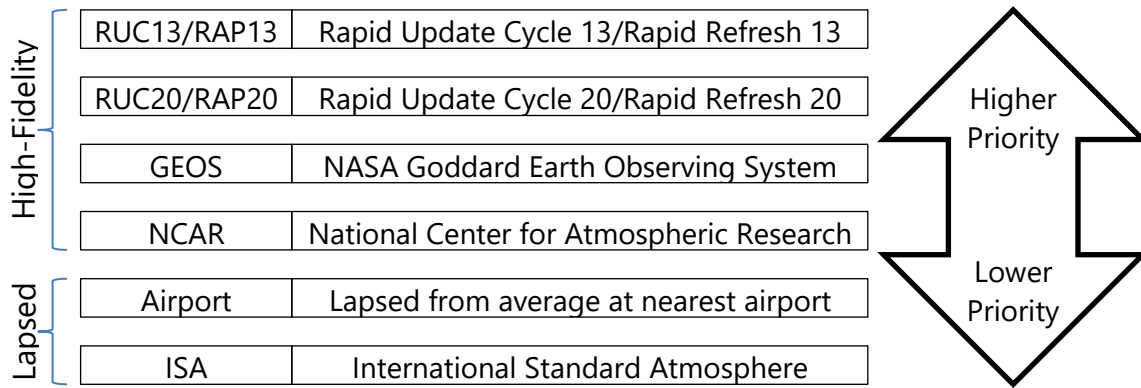 High-Fidelity
RUC13/RAP13 Rapid Update Cycle 13/Rapid Refresh 13
RUC20/RAP20 Rapid Update Cycle 20/Rapid Refresh 20
GEOS NASA Goddard Earth Observing System
NCAR National Center for Atmospheric Research
Lapsed
Airport Lapsed from average at nearest airport
ISA International Standard Atmosphere
Higher
Priority
Lower
Priority